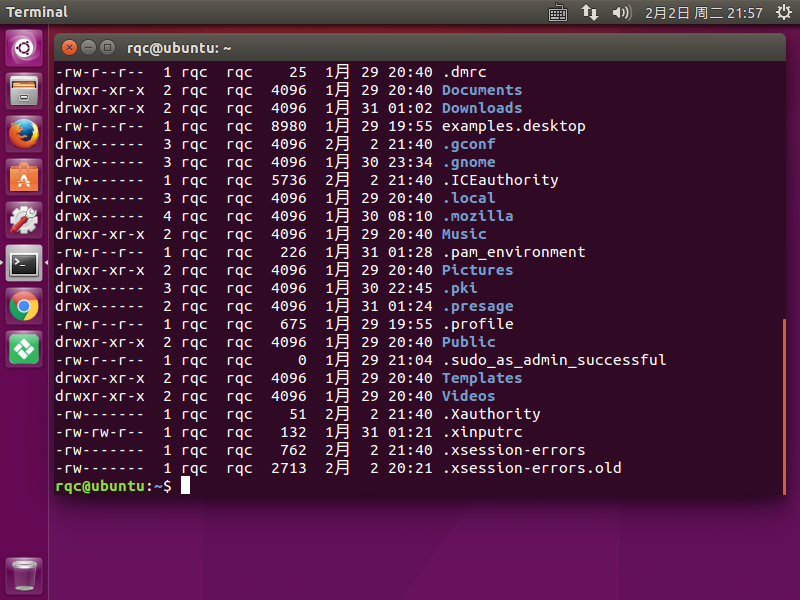 Terminal 2月2日 周二 21:57
rqc@ubuntu: ~
-rw-r--r-- 1 rqc rqc 25 1月 29 20:40 .dmrc
drwxr-xr-x 2 rqc rqc 4096 1月 29 20:40 Documents
drwxr-xr-x 2 rqc rqc 4096 1月 31 01:02 Downloads
-rw-r--r-- 1 rqc rqc 8980 1月 29 19:55 examples.desktop
drwx------ 3 rqc rqc 4096 2月 2 21:40 .gconf
drwx------ 3 rqc rqc 4096 1月 30 23:34 .gnome
-rw------- 1 rqc rqc 5736 2月 2 21:40 .ICEauthority
drwx------ 3 rqc rqc 4096 1月 29 20:40 .local
drwx------ 4 rqc rqc 4096 1月 30 08:10 .mozilla
drwxr-xr-x 2 rqc rqc 4096 1月 29 20:40 Music
-rw-r--r-- 1 rqc rqc 226 1月 31 01:28 .pam_environment
drwxr-xr-x 2 rqc rqc 4096 1月 29 20:40 Pictures
drwx------ 3 rqc rqc 4096 1月 30 22:45 .pki
drwx------ 2 rqc rqc 4096 1月 31 01:24 .presage
-rw-r--r-- 1 rqc rqc 675 1月 29 19:55 .profile
drwxr-xr-x 2 rqc rqc 4096 1月 29 20:40 Public
-rw-r--r-- 1 rqc rqc 0 1月 29 21:04 .sudo_as_admin_successful
drwxr-xr-x 2 rqc rqc 4096 1月 29 20:40 Templates
drwxr-xr-x 2 rqc rqc 4096 1月 29 20:40 Videos
-rw------- 1 rqc rqc 51 2月 2 21:40 .Xauthority
-rw-rw-r-- 1 rqc rqc 132 1月 31 01:21 .xinputrc
-rw------- 1 rqc rqc 762 2月 2 21:40 .xsession-errors
-rw------- 1 rqc rqc 2713 2月 2 20:21 .xsession-errors.old
rqc@ubuntu:~$